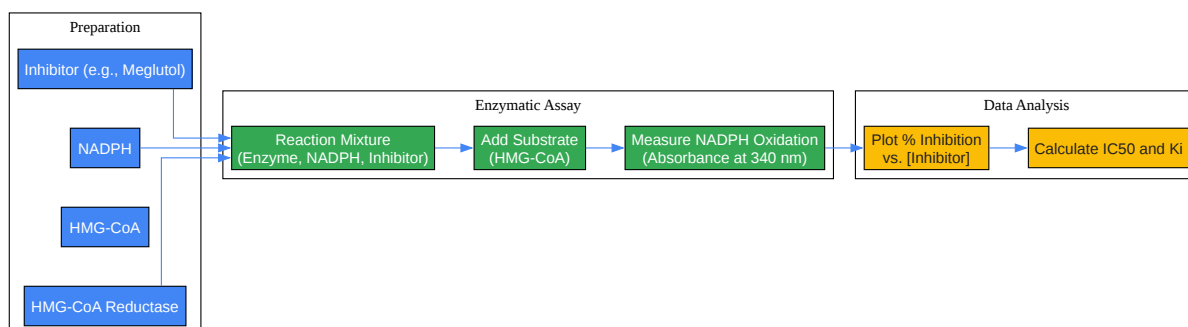 Preparation
Inhibitor (e.g., Meglutol)
NADPH
HMG-CoA
HMG-CoA Reductase
Enzymatic Assay
Reaction Mixture
(Enzyme, NADPH, Inhibitor)
Add Substrate
(HMG-CoA)
Measure NADPH Oxidation
(Absorbance at 340 nm)
Data Analysis
Plot % Inhibition
vs. [Inhibitor]
Calculate IC50 and Ki